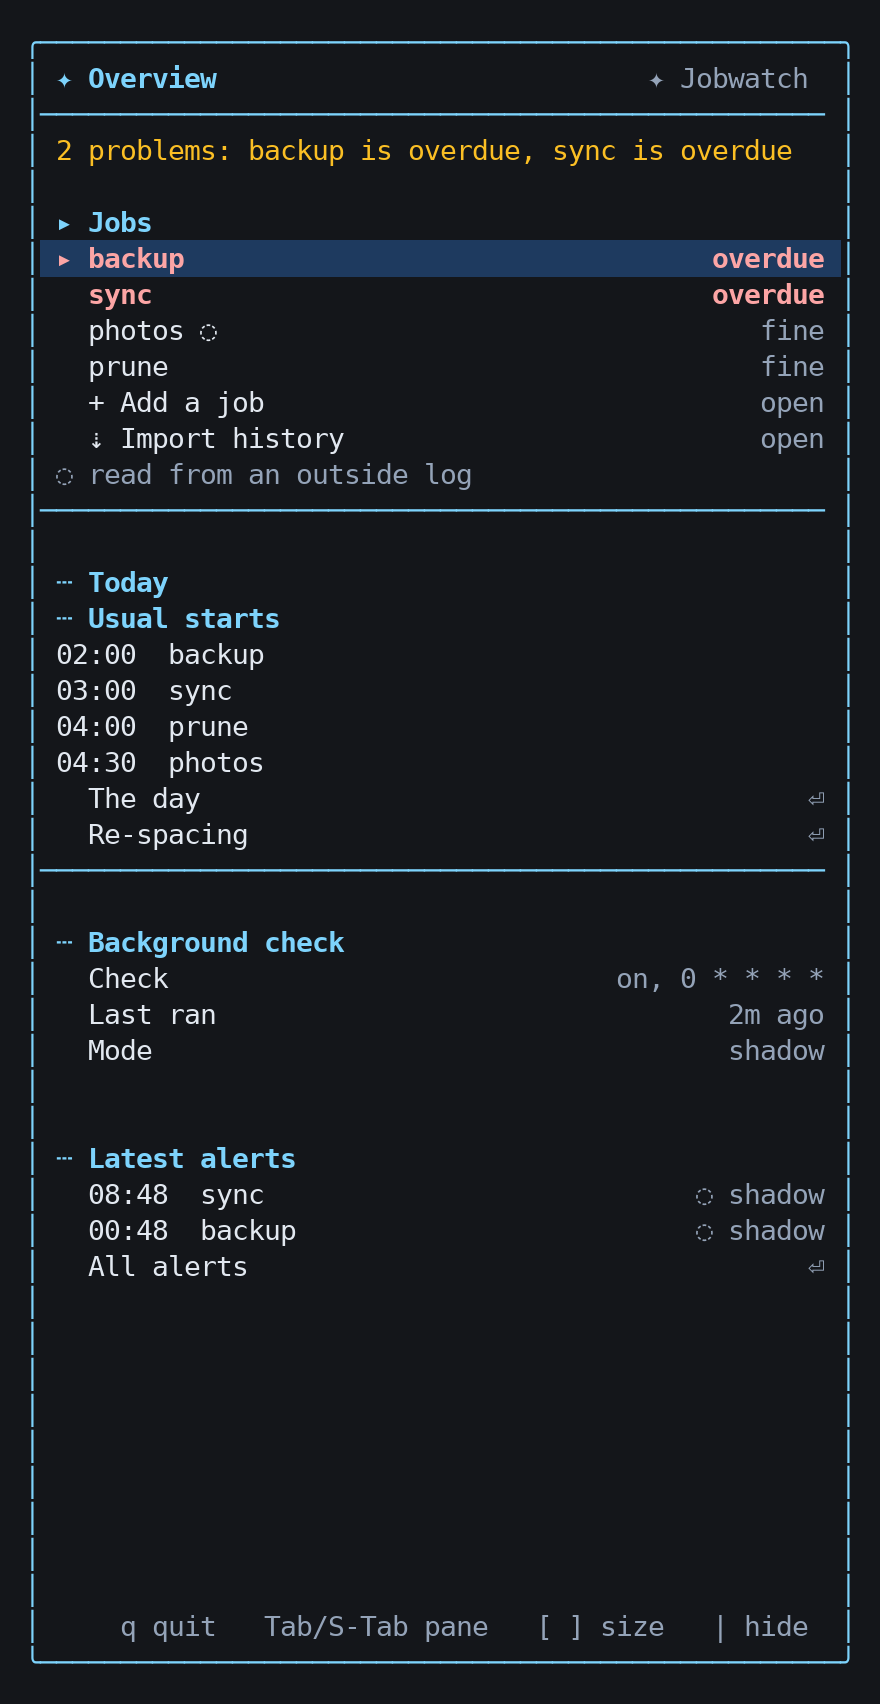 ✦ Overview ✦ Jobwatch
2 problems: backup is overdue, sync is overdue
▸ Jobs
▸ backup overdue
sync overdue
photos ◌ fine
prune fine
+ Add a job open
⇣ Import history open
◌ read from an outside log
┄ Today
┄ Usual starts
02:00 backup
03:00 sync
04:00 prune
04:30 photos
The day ⏎
Re-spacing ⏎
┄ Background check
Check on, 0 * * * *
Last ran 2m ago
Mode shadow
┄ Latest alerts
08:48 sync ◌ shadow
00:48 backup ◌ shadow
All alerts ⏎
q quit Tab/S-Tab pane [ ] size | hide